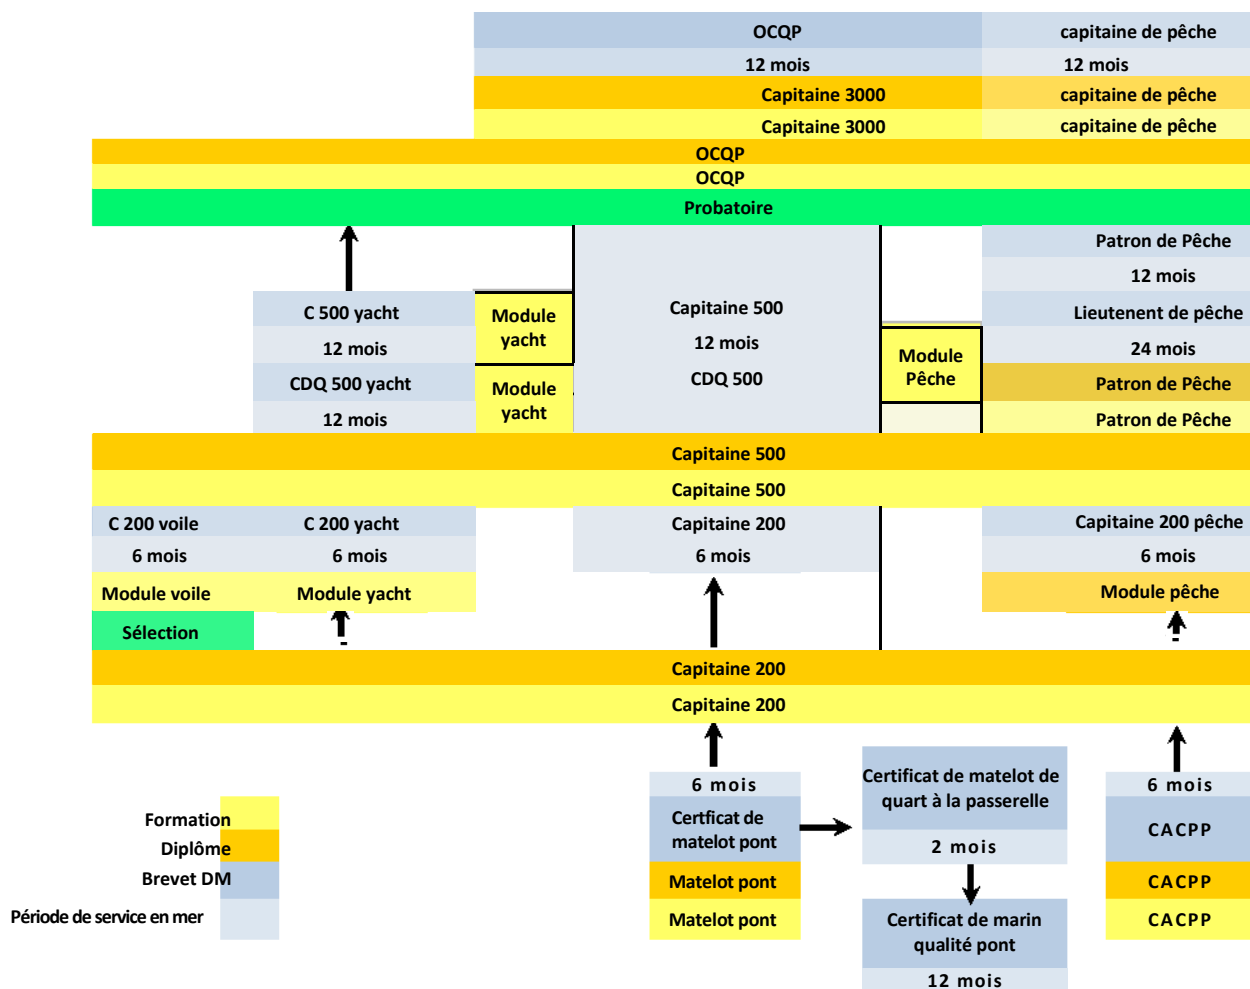 OCQP
capitaine de pêche
12 mois
12 mois
Capitaine 3000
capitaine de pêche
Capitaine 3000
capitaine de pêche
OCQP
OCQP
Probatoire
Patron de Pêche
12 mois
C 500 yacht
Module
yacht
Capitaine 500
Lieutenent de pêche
12 mois
12 mois
Module
Pêche
24 mois
CDQ 500 yacht
Module
yacht
CDQ 500
Patron de Pêche
12 mois
Patron de Pêche
Capitaine 500
Capitaine 500
C 200 voile
C 200 yacht
Capitaine 200
Capitaine 200 pêche
6 mois
6 mois
6 mois
6 mois
Module voile
Module yacht
Module pêche
Sélection
Capitaine 200
Capitaine 200
6 mois
Certficat de
matelot pont
Matelot pont
Matelot pont
Certificat de matelot de
quart à la passerelle
2 mois
Certificat de marin
qualité pont
12 mois
6 mois
CACPP
CACPP
CACPP
Formation
Diplôme
Brevet DM
Période de service en mer